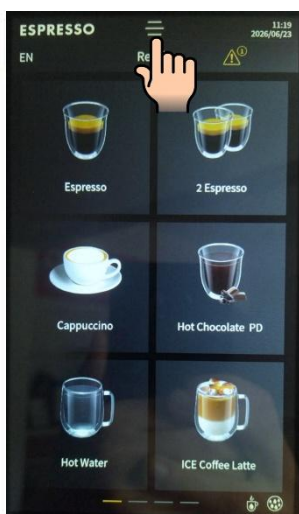 ESPRESSO
11:19
2026/06/23
EN
Espresso
2 Espresso
Cappuccino
Hot Chocolate PD
Hot Water
ICE Coffee Latte